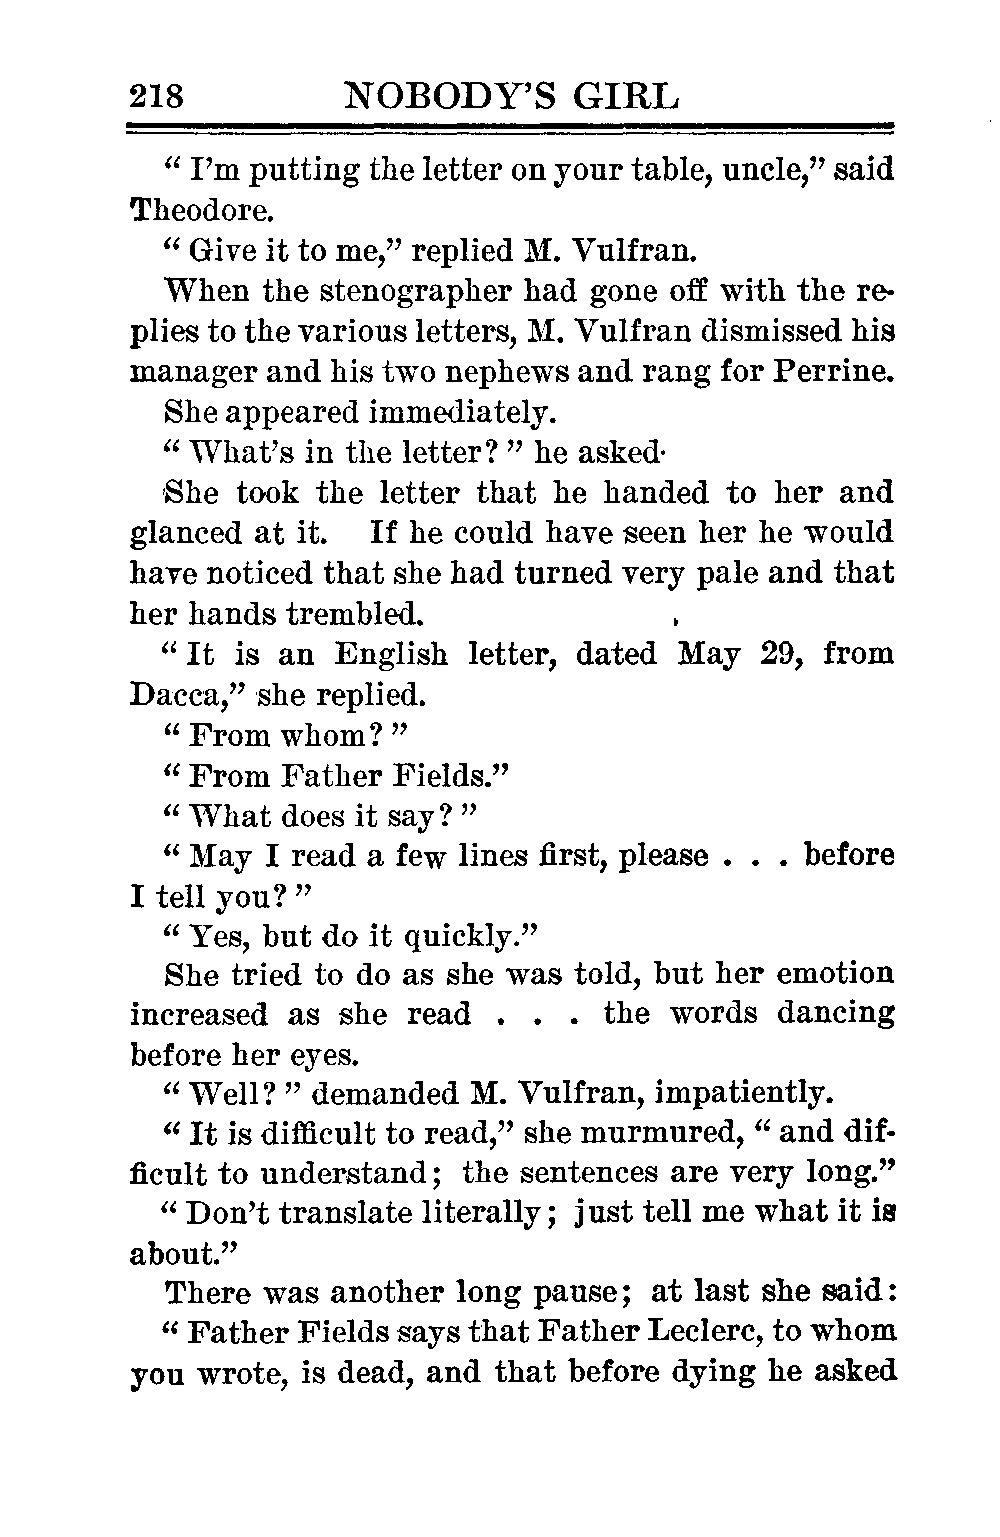 218 NOBODY'S GIRL
" I'm putting the letter on your table, uncle," said
Theodore.
" Give it to me," replied M. Vulfran.
When the stenographer had gone off with the re-
plies to the various letters, M. Vulfran dismissed his
manager and his two nephews and rang for Perrine.
She appeared immediately.
" What's in the letter? " he asked.
She took the letter that he handed to her and
glanced at it. If he could have seen her he would
have noticed that she had turned very pale and that
her hands trembled.
" It is an English letter, dated May 29, from
Dacca," she replied.
" From whom? "
" From Father Fields."
" What does it say? "
" May I read a few lines first, please . . . before
I tell you? "
" Yes, but do it quickly."
She tried to do as she was told, but her emotion
increased as she read . . . the words dancing
before her eyes.
" Well? " demanded M. Vulfran, impatiently.
" It is difficult to read," she murmured, " and dif-
ficult to understand; the sentences are very long."
" Don't translate literally; just tell me what it is
about."
There was another long pause; at last she said:
" Father Fields says that Father Leclerc, to whom
you wrote, is dead, and that before dying he asked